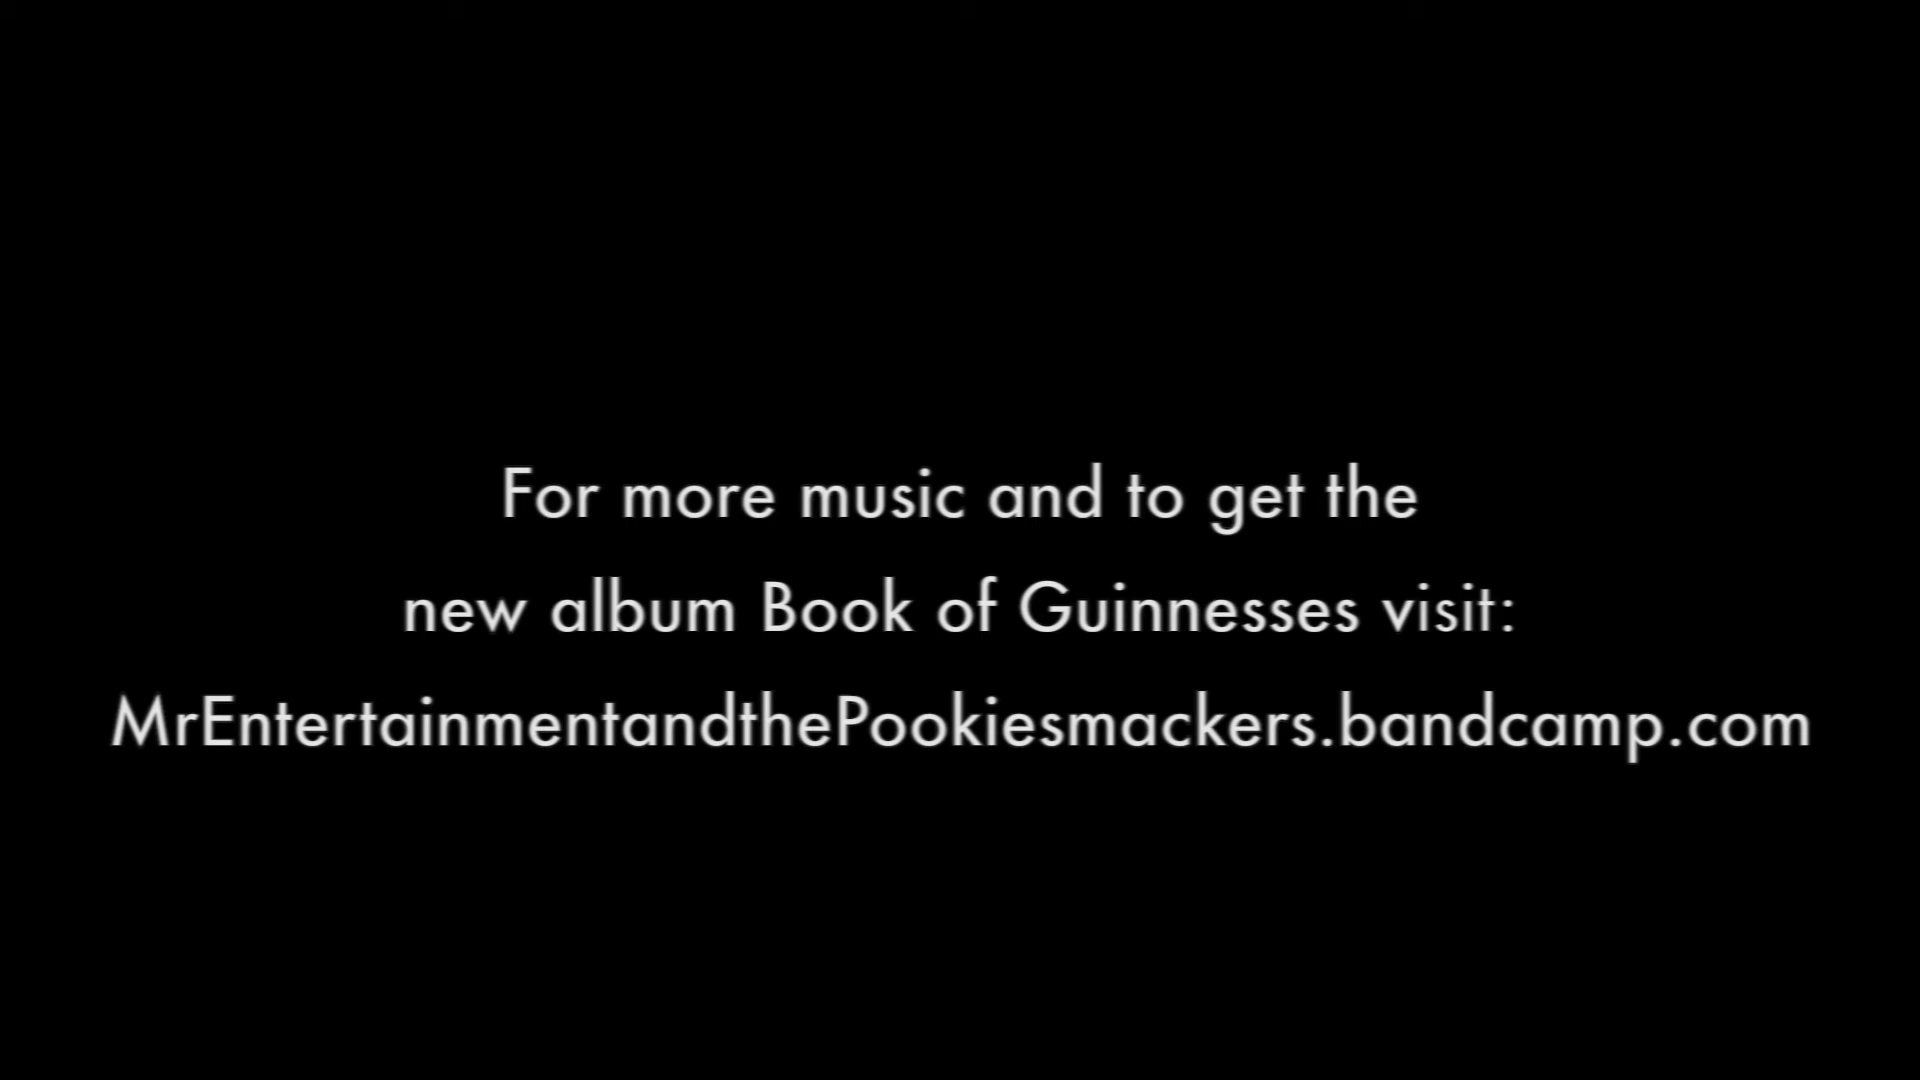 For more music and to get the
new album Book of Guinnesses visit:
MrEntertainmentandthePookiesmackers.bandcamp.com